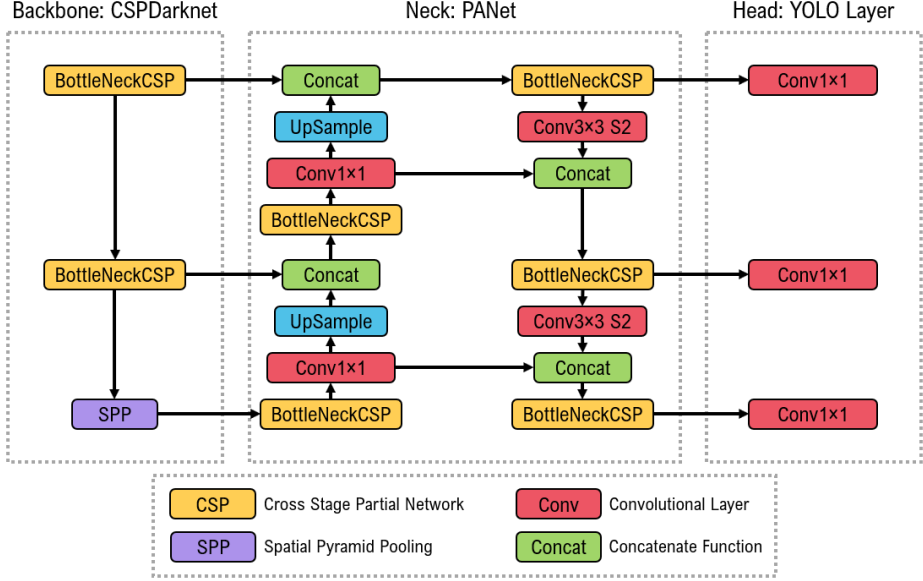 Backbone: CSPDarknet
Neck: PANet
Head: YOLO Layer
BottleNeckCSP
Concat
BottleNeckCSP
Conv1×1
UpSample
Conv3×3 S2
Conv1×1
Concat
BottleNeckCSP
BottleNeckCSP
Concat
BottleNeckCSP
Conv1×1
UpSample
Conv3×3 S2
Conv1×1
Concat
SPP
BottleNeckCSP
BottleNeckCSP
Conv1×1
CSP
Cross Stage Partial Network
Conv
Convolutional Layer
SPP
Spatial Pyramid Pooling
Concat
Concatenate Function